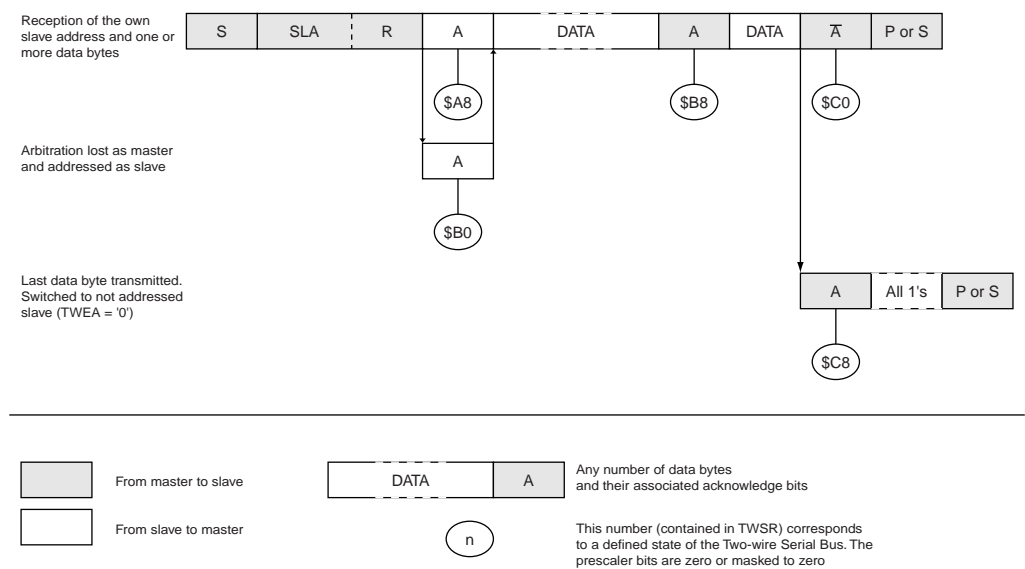 Reception of the own
slave address and one or
more data bytes
S SLA R A DATA A DATA A̅ P or S
$A8 $B8 $C0
Arbitration lost as master
and addressed as slave
A
$B0
Last data byte transmitted.
Switched to not addressed
slave (TWEA = '0')
A All 1's P or S
$C8
From master to slave
DATA A
Any number of data bytes
and their associated acknowledge bits
From slave to master
n
This number (contained in TWSR) corresponds
to a defined state of the Two-wire Serial Bus. The
prescaler bits are zero or masked to zero